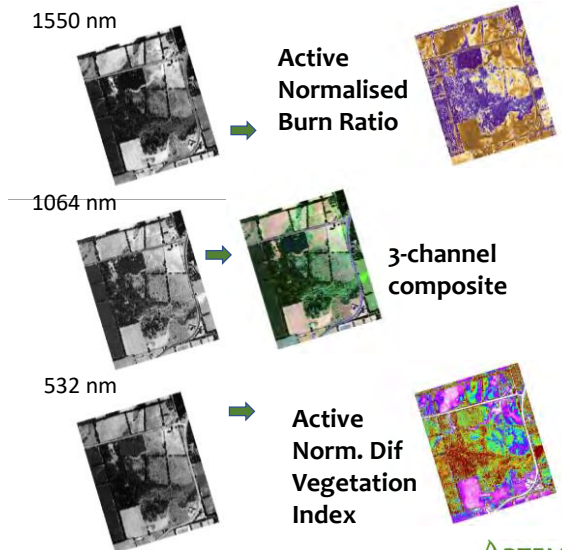 1550 nm
Active
Normalised
Burn Ratio
1064 nm
3-channel
composite
532 nm
Active
Norm. Dif
Vegetation
Index